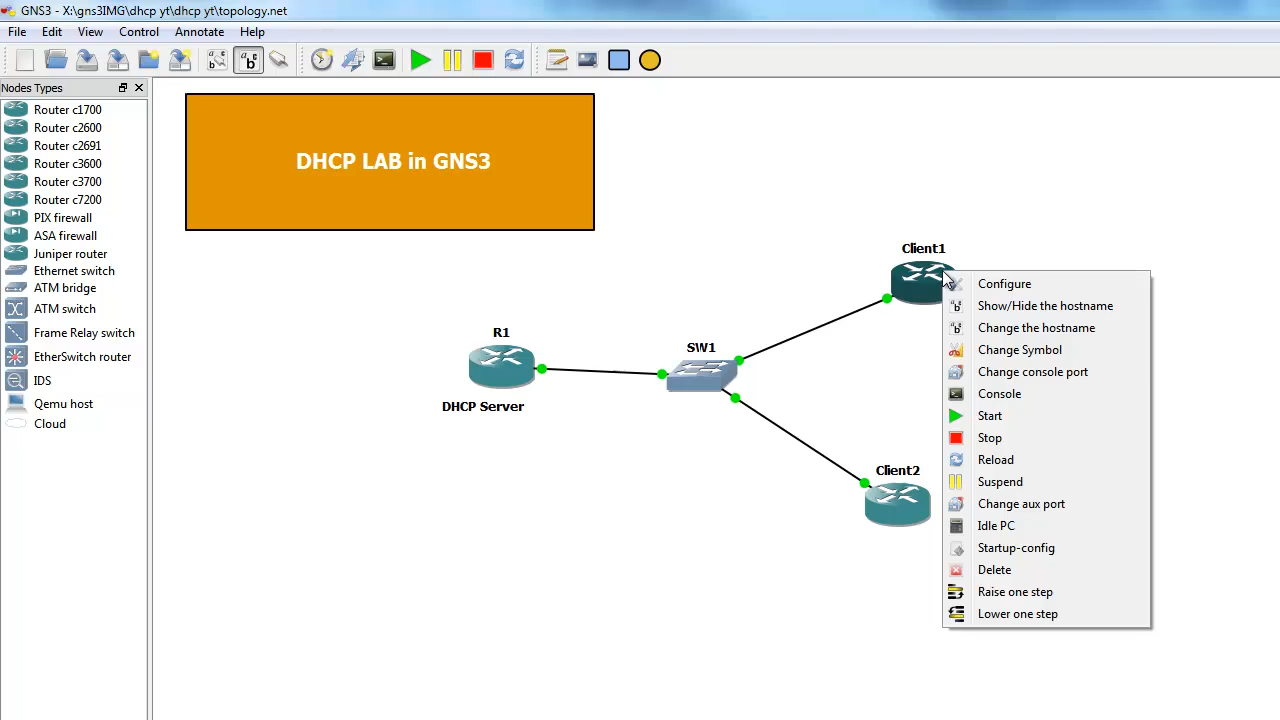 GNS3 - X:\gns3IMG\dhcp yt\dhcp yt\topology.net
File Edit View Control Annotate Help
Nodes Types
Router c1700
Router c2600
Router c2691
Router c3600
Router c3700
Router c7200
PIX firewall
ASA firewall
Juniper router
Ethernet switch
ATM bridge
ATM switch
Frame Relay switch
EtherSwitch router
IDS
Qemu host
Cloud
DHCP LAB in GNS3
Client1
R1
SW1
DHCP Server
Client2
Configure
Show/Hide the hostname
Change the hostname
Change Symbol
Change console port
Console
Start
Stop
Reload
Suspend
Change aux port
Idle PC
Startup-config
Delete
Raise one step
Lower one step